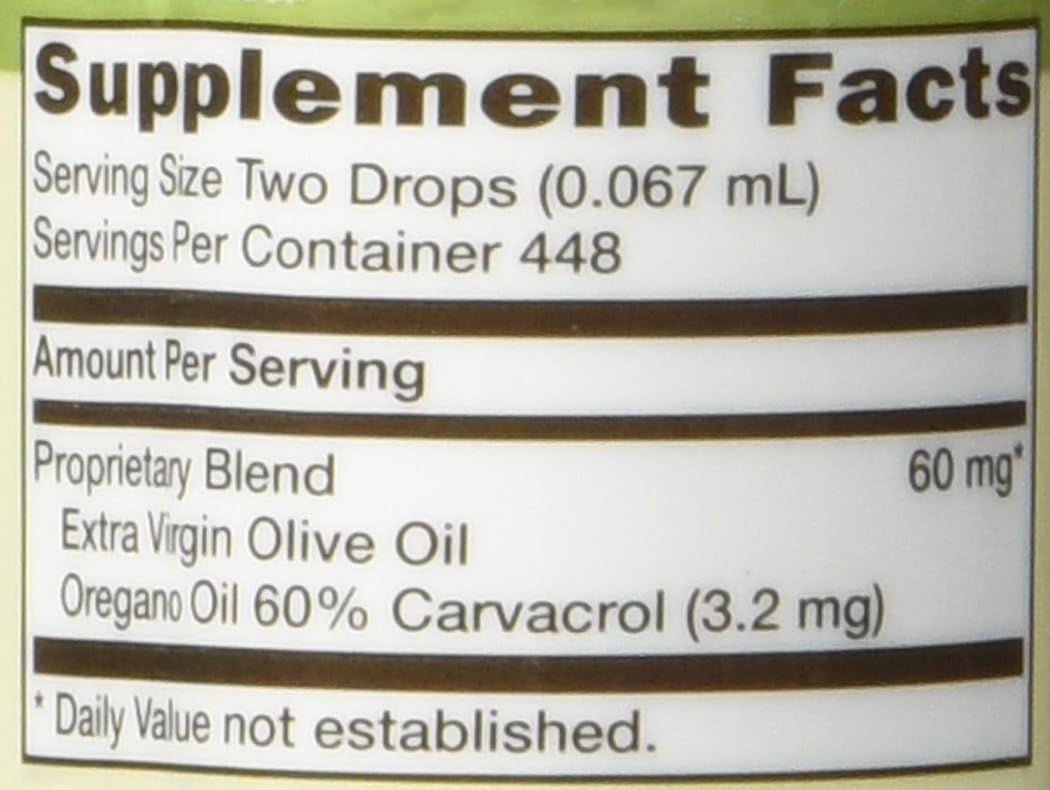 Supplement Facts
Serving Size Two Drops (0.067 mL)
Servings Per Container 448
Amount Per Serving
Proprietary Blend 60 mg*
Extra Virgin Olive Oil
Oregano Oil 60% Carvacrol (3.2 mg)
* Daily Value not established.